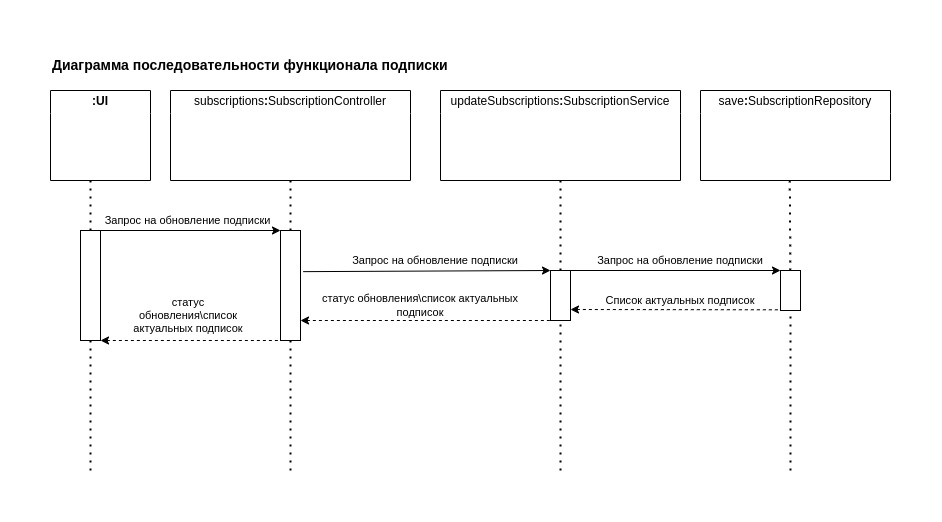 Диаграмма последовательности функционала подписки
:UI
subscriptions:SubscriptionController
updateSubscriptions:SubscriptionService
save:SubscriptionRepository
Запрос на обновление подписки
Запрос на обновление подписки
Запрос на обновление подписки
статус
обновления\список
актуальных подписок
статус обновления\список актуальных
подписок
Список актуальных подписок